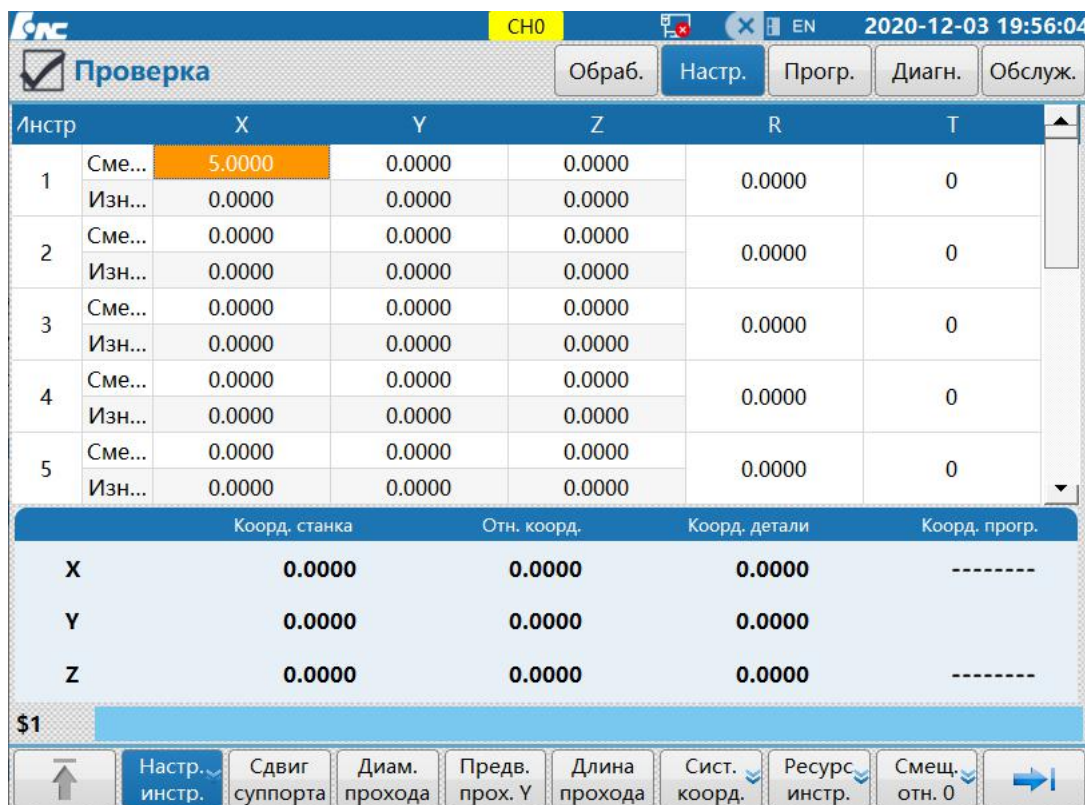 CH0 EN 2020-12-03 19:56:04
Проверка Обраб. Настр. Прогр. Диагн. Обслуж.
Инстр X Y Z R T
1 Сме... 5.0000 0.0000 0.0000 0.0000 0
Изн... 0.0000 0.0000 0.0000
2 Сме... 0.0000 0.0000 0.0000 0.0000 0
Изн... 0.0000 0.0000 0.0000
3 Сме... 0.0000 0.0000 0.0000 0.0000 0
Изн... 0.0000 0.0000 0.0000
4 Сме... 0.0000 0.0000 0.0000 0.0000 0
Изн... 0.0000 0.0000 0.0000
5 Сме... 0.0000 0.0000 0.0000 0.0000 0
Изн... 0.0000 0.0000 0.0000
Коорд. станка Отн. коорд. Коорд. детали Коорд. прогр.
X 0.0000 0.0000 0.0000 --------
Y 0.0000 0.0000 0.0000
Z 0.0000 0.0000 0.0000 --------
$1
Настр. Сдвиг Диам. Предв. Длина Сист. Ресурс Смещ.
инстр. суппорта прохода прох. Y прохода коорд. инстр. отн. 0